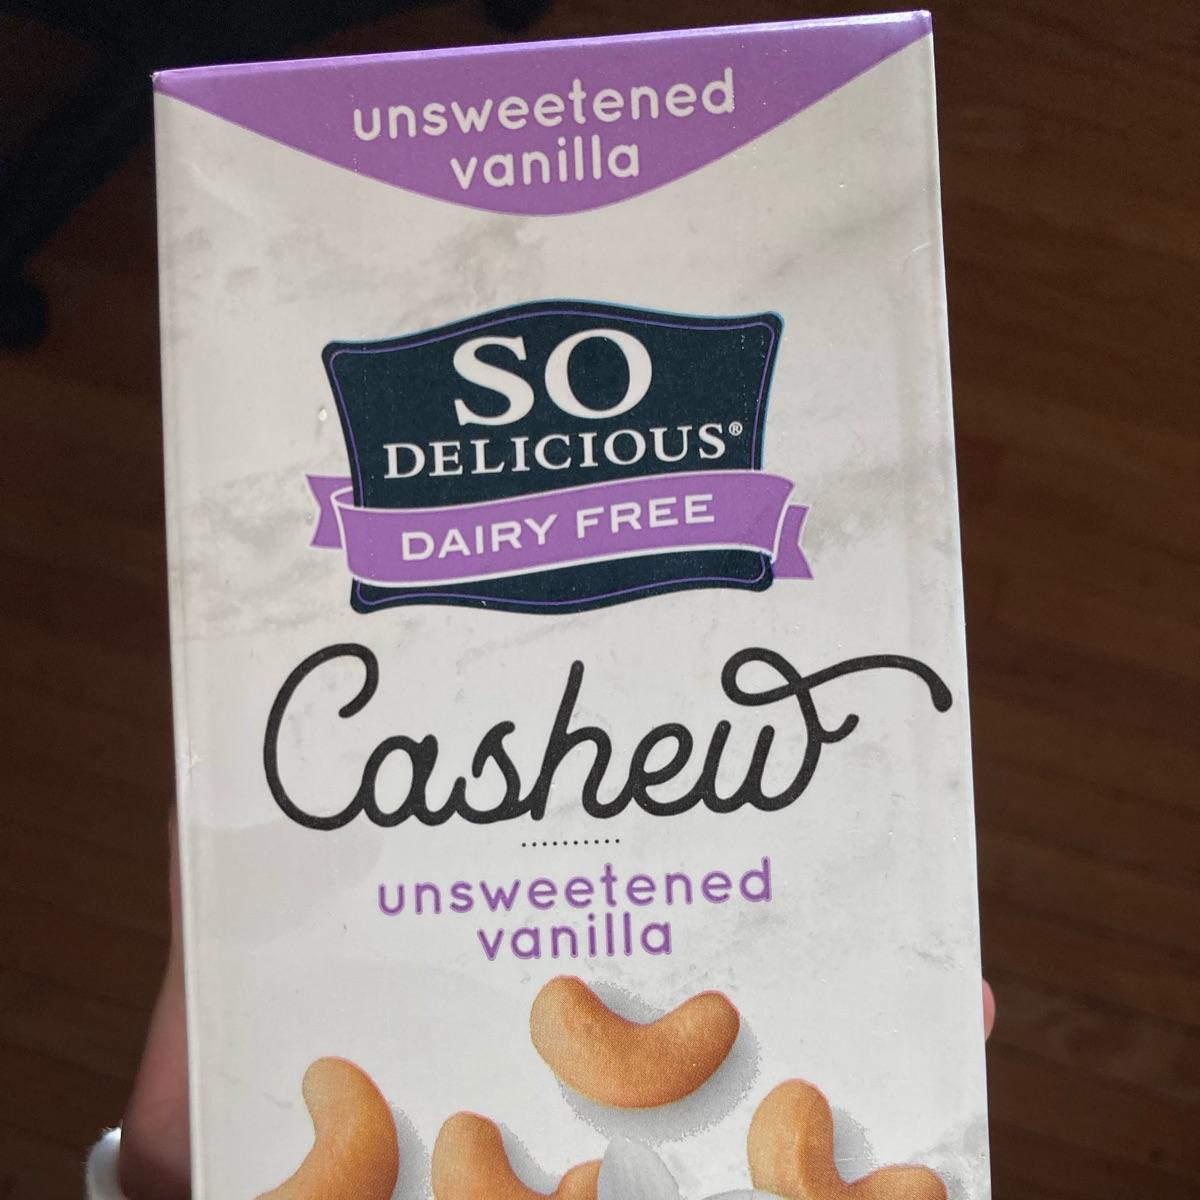 unsweetened
vanilla
SO
DELICIOUS®
DAIRY FREE
Cashew
unsweetened
vanilla